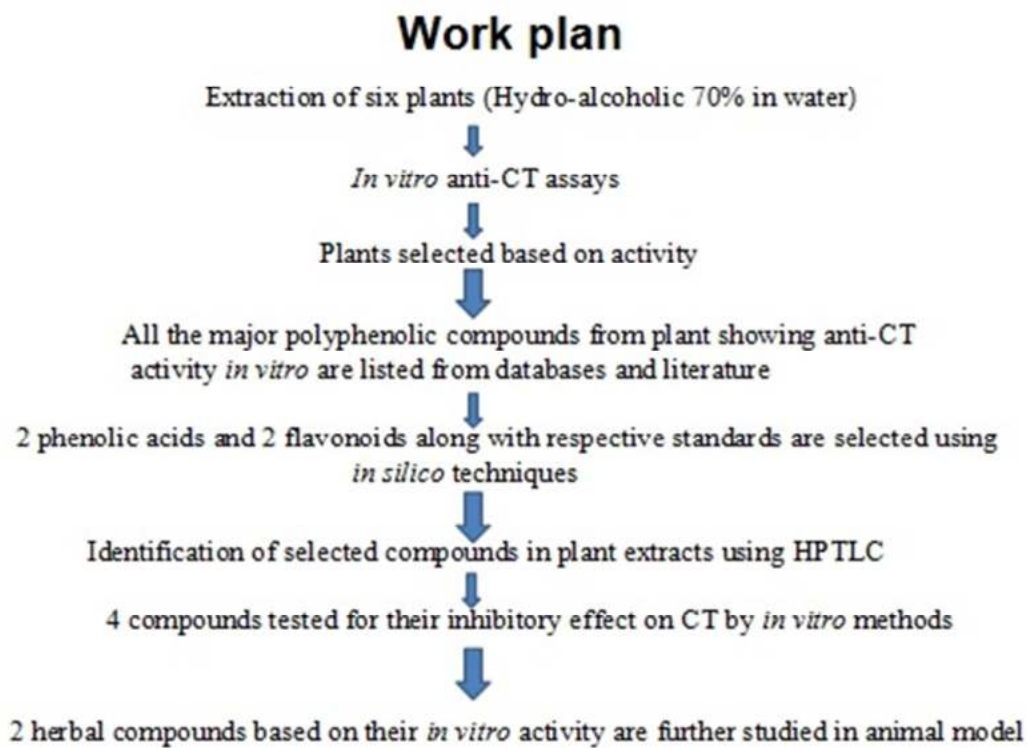 Work plan
Extraction of six plants (Hydro-alcoholic 70% in water)
In vitro anti-CT assays
Plants selected based on activity
All the major polyphenolic compounds from plant showing anti-CT
activity in vitro are listed from databases and literature
2 phenolic acids and 2 flavonoids along with respective standards are selected using
in silico techniques
Identification of selected compounds in plant extracts using HPTLC
4 compounds tested for their inhibitory effect on CT by in vitro methods
2 herbal compounds based on their in vitro activity are further studied in animal model